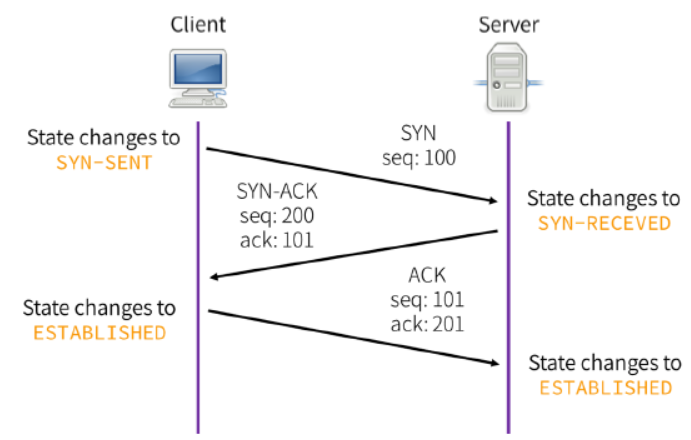 Client
Server
State changes to
SYN-SENT
SYN
seq: 100
SYN-ACK
seq: 200
ack: 101
State changes to
SYN-RECEVED
ACK
seq: 101
ack: 201
State changes to
ESTABLISHED
State changes to
ESTABLISHED